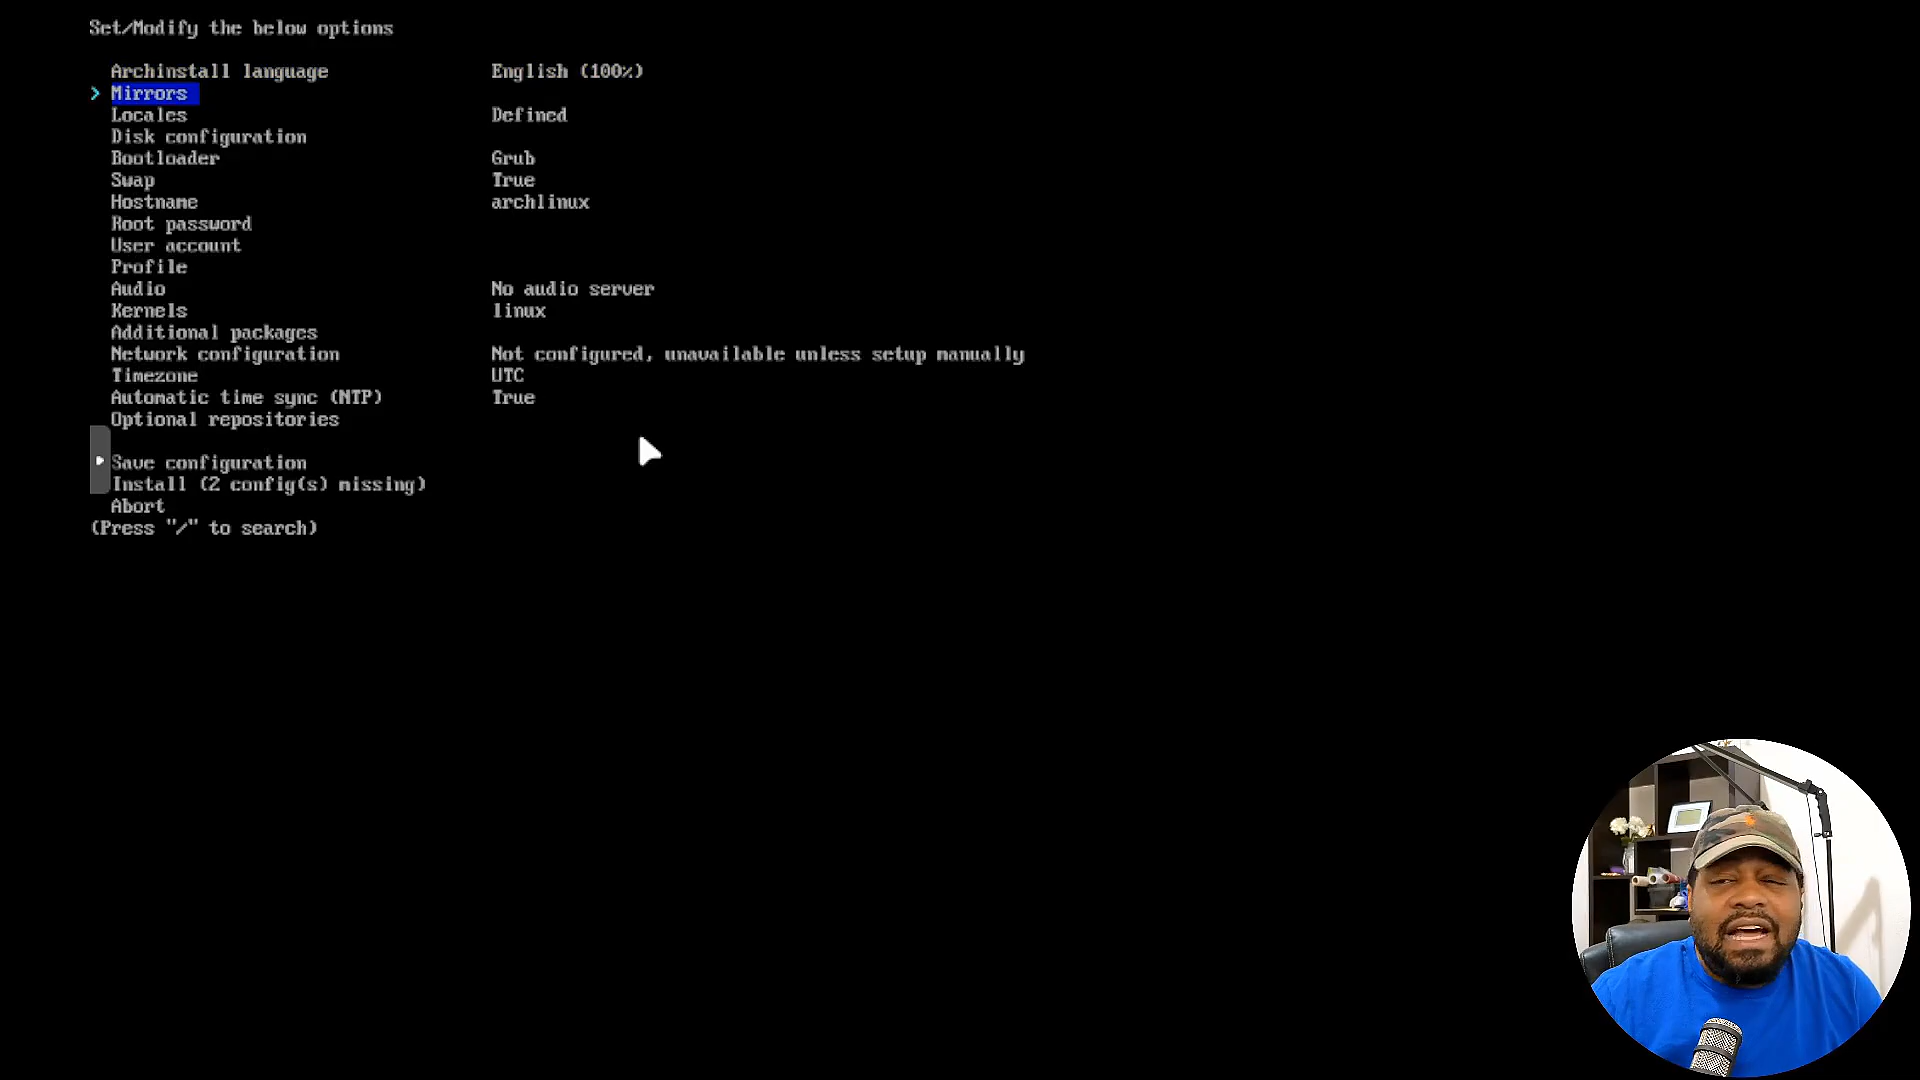 Set/Modify the below options
Archinstall language English (100%)
> Mirrors
Locales Defined
Disk configuration
Bootloader Grub
Swap True
Hostname archlinux
Root password
User account
Profile
Audio No audio server
Kernels linux
Additional packages
Network configuration Not configured, unavailable unless setup manually
Timezone UTC
Automatic time sync (NTP) True
Optional repositories
Save configuration
Install (2 config(s) missing)
Abort
(Press "/" to search)